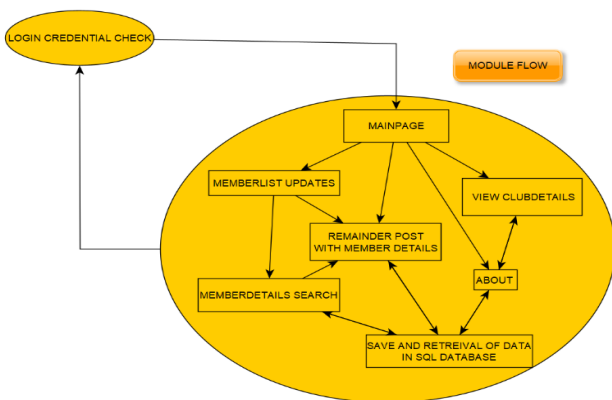 LOGIN CREDENTIAL CHECK
MODULE FLOW
MAINPAGE
MEMBERLIST UPDATES
VIEW CLUBDETAILS
REMAINDER POST
WITH MEMBER DETAILS
ABOUT
MEMBERDETAILS SEARCH
SAVE AND RETREIVAL OF DATA
IN SQL DATABASE